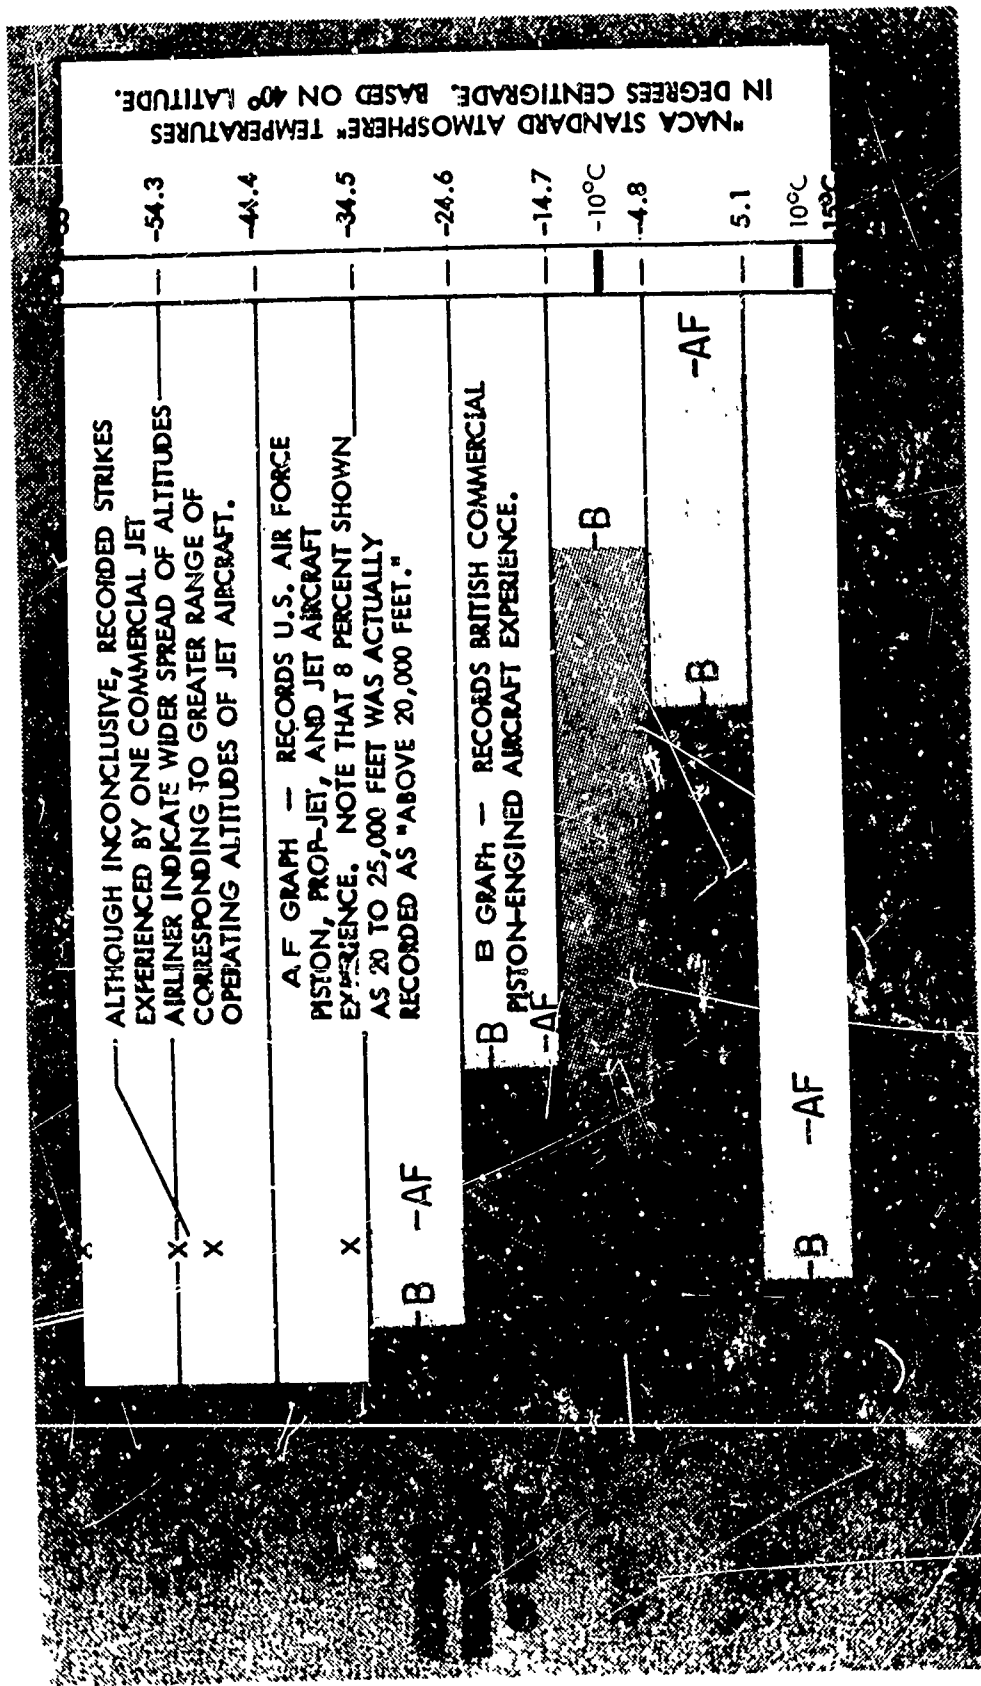 ALTHOUGH INCONCLUSIVE, RECORDED STRIKES
EXPERIENCED BY ONE COMMERCIAL JET
AIRLINER INDICATE WIDER SPREAD OF ALTITUDES
CORRESPONDING TO GREATER RANGE OF
OPERATING ALTITUDES OF JET AIRCRAFT.
AF GRAPH — RECORDS U.S. AIR FORCE
PISTON, PROP-JET, AND JET AIRCRAFT
EXPERIENCE. NOTE THAT 8 PERCENT SHOWN
AS 20 TO 25,000 FEET WAS ACTUALLY
RECORDED AS "ABOVE 20,000 FEET."
B GRAPH — RECORDS BRITISH COMMERCIAL
PISTON-ENGINED AIRCRAFT EXPERIENCE.
X
X
X
X
-B
-AF
-B
-AF
-B
-B
-AF
-B
-AF
-54.3
-44.4
-34.5
-24.6
-14.7
-10°C
-4.8
5.1
10°C
15°C
"NACA STANDARD ATMOSPHERE" TEMPERATURES
IN DEGREES CENTIGRADE. BASED ON 40° LATITUDE.